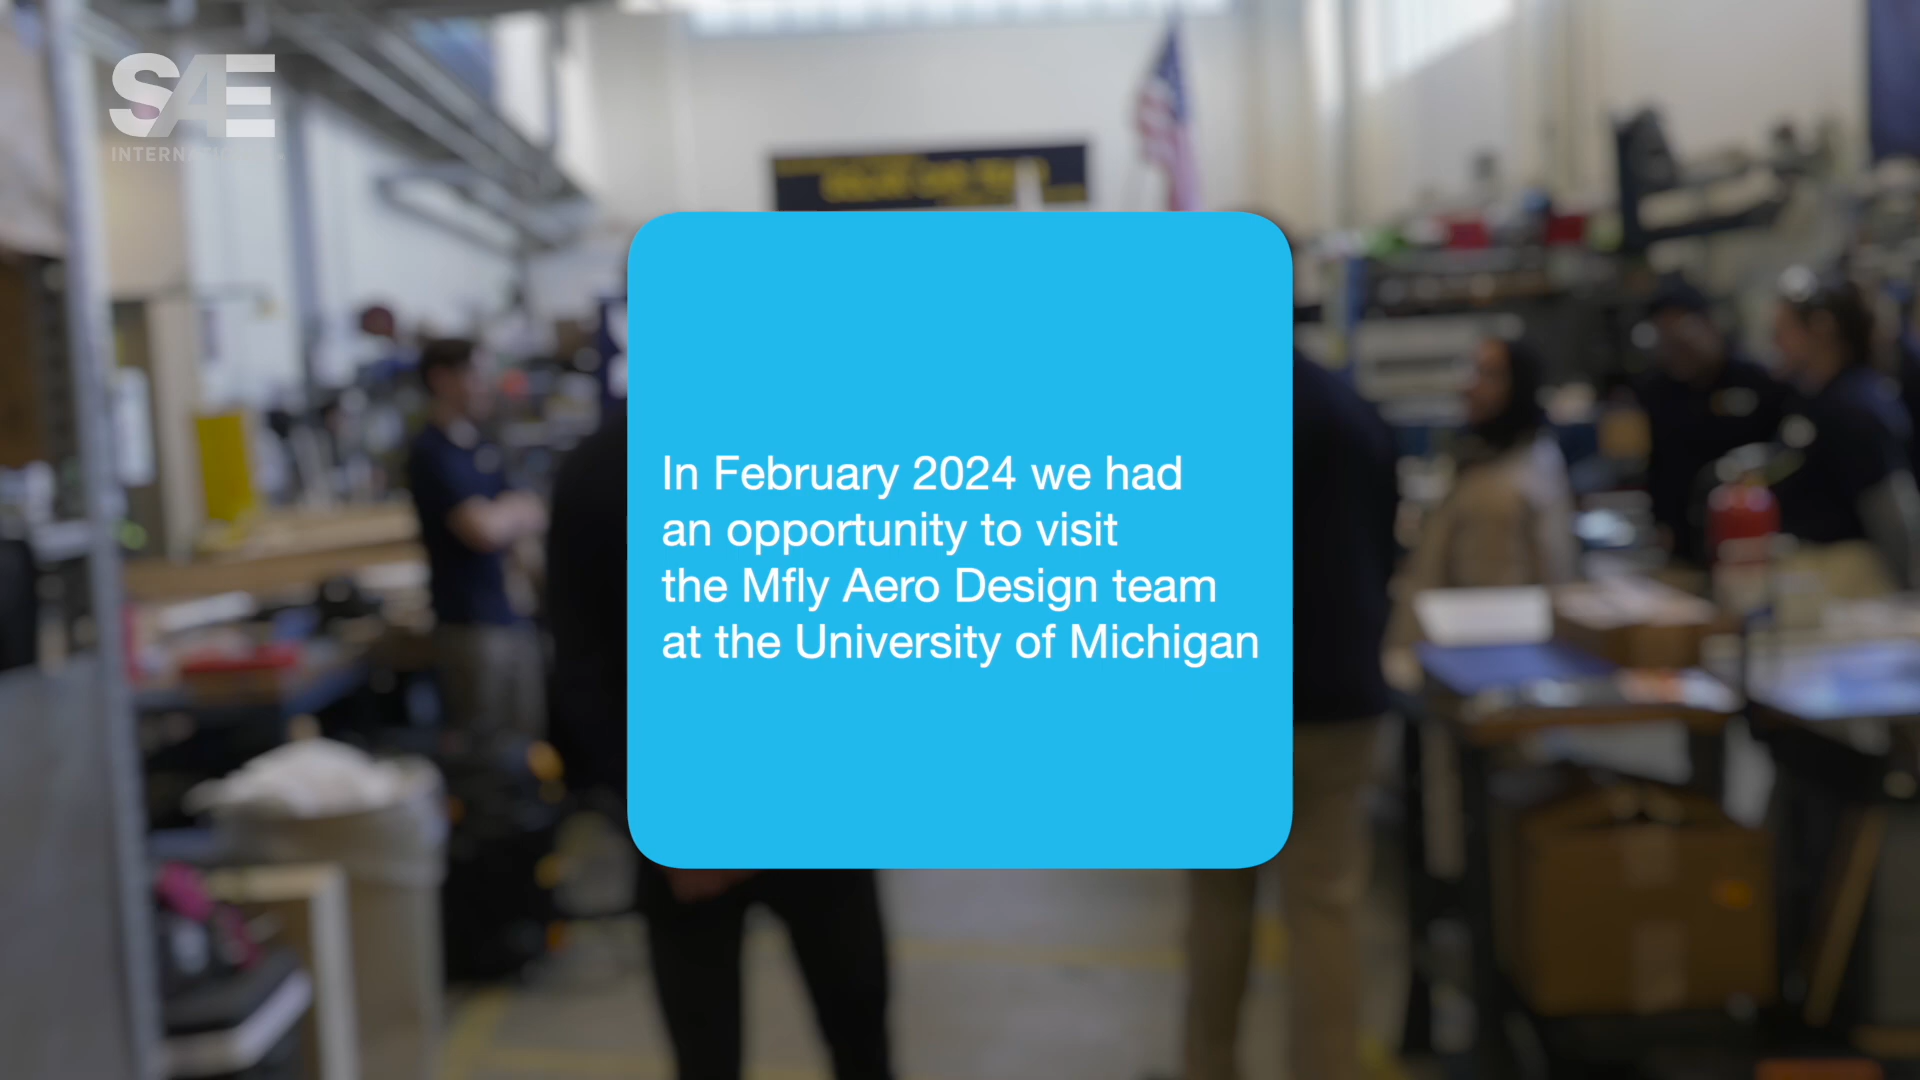 SAE
INTERNATIONAL
In February 2024 we had
an opportunity to visit
the Mfly Aero Design team
at the University of Michigan